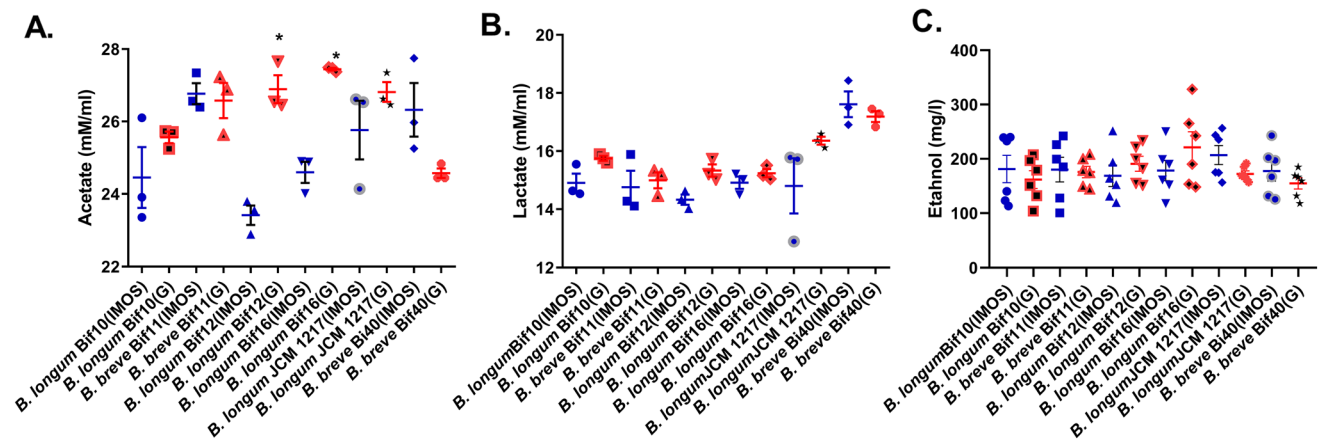 A.
Acetate (mM/ml)
28
26
24
22
*
*
B. longum Bif10(IMOS)
B. longum Bif10(G)
B. breve Bif11(IMOS)
B. breve Bif11(G)
B. longum Bif12(IMOS)
B. longum Bif12(G)
B. longum Bif16(IMOS)
B. longum Bif16(G)
B. longum JCM 1217(IMOS)
B. longum JCM 1217(G)
B. breve Bif40(IMOS)
B. breve Bif40(G)
B.
Lactate (mM/ml)
20
18
16
14
12
B. longum Bif10(IMOS)
B. longum Bif10(G)
B. breve Bif11(IMOS)
B. breve Bif11(G)
B. longum Bif12(IMOS)
B. longum Bif12(G)
B. longum Bif16(IMOS)
B. longum Bif16(G)
B. longumJCM 1217(IMOS)
B. longumJCM 1217(G)
B. breve Bif40(IMOS)
B. breve Bif40(G)
C.
Etahnol (mg/l)
400
300
200
100
0
B. longumBif10(IMOS)
B. longum Bif10(G)
B. breve Bif11(IMOS)
B. breve Bif11(G)
B. longum Bif12(IMOS)
B. longum Bif12(G)
B. longum Bif16(IMOS)
B. longum Bif16(G)
B. longumJCM 1217(IMOS)
B. longumJCM 1217(G)
B. breve Bif40(IMOS)
B. breve Bif40(G)